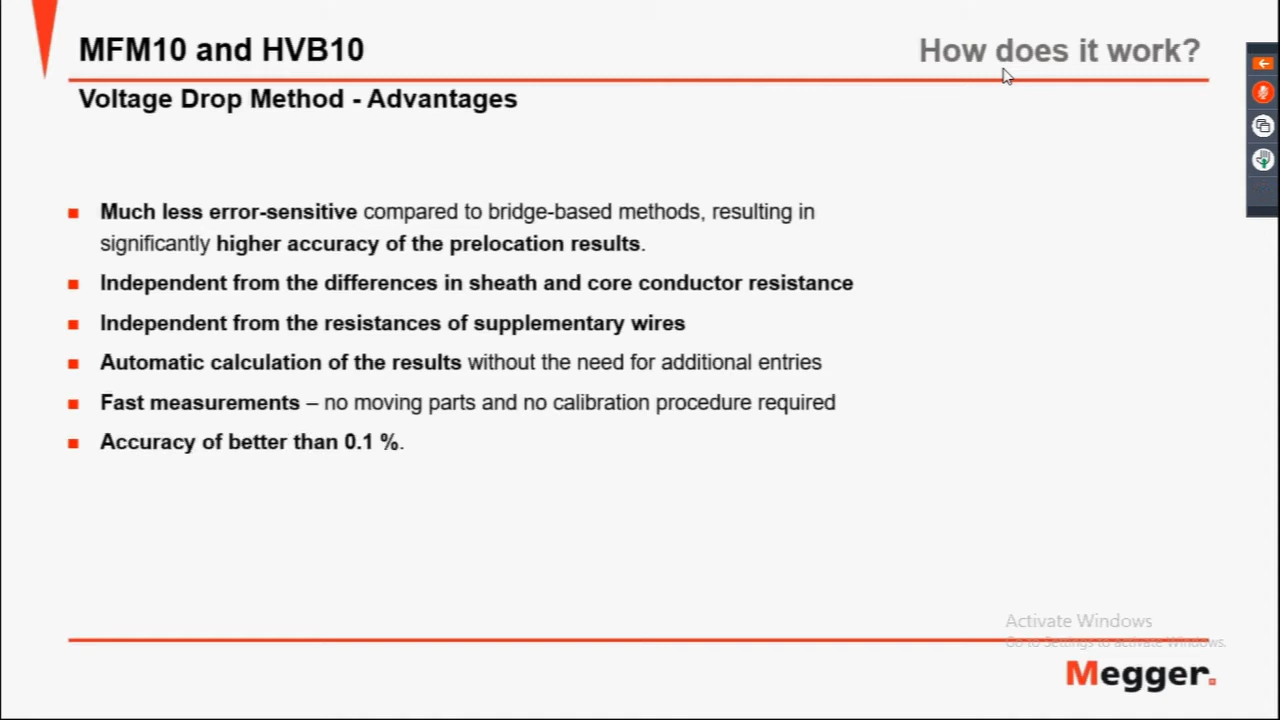 MFM10 and HVB10
How does it work?
Voltage Drop Method - Advantages
Much less error-sensitive compared to bridge-based methods, resulting in
significantly higher accuracy of the prelocation results.
Independent from the differences in sheath and core conductor resistance
Independent from the resistances of supplementary wires
Automatic calculation of the results without the need for additional entries
Fast measurements – no moving parts and no calibration procedure required
Accuracy of better than 0.1 %.
Activate Windows
Go to Settings to activate Windows.
Megger.